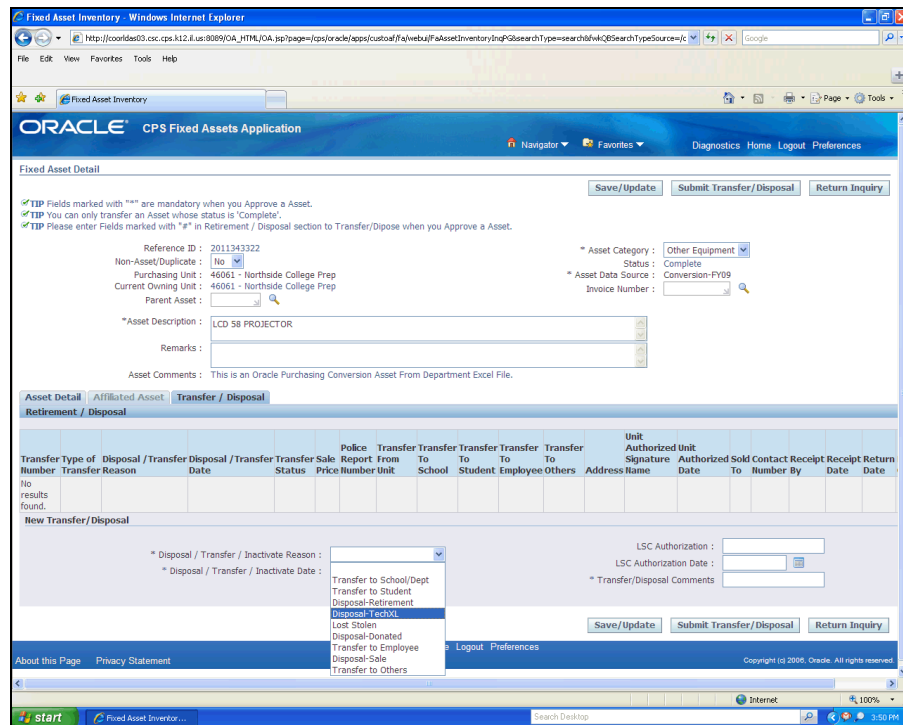 Fixed Asset Inventory - Windows Internet Explorer
http://coorldas03.csc.cps.k12.il.us:8089/OA_HTML/OA.jsp?page=/cps/oracle/apps/custoaf/fa/webui/FaAssetInventoryInqPG&searchType=search&fwkQBSearchTypeSource=/c
Google
File Edit View Favorites Tools Help
Fixed Asset Inventory
Page Tools
ORACLE CPS Fixed Assets Application
Navigator Favorites Diagnostics Home Logout Preferences
Fixed Asset Detail
Save/Update Submit Transfer/Disposal Return Inquiry
TIP Fields marked with "*" are mandatory when you Approve a Asset.
TIP You can only transfer an Asset whose status is 'Complete'.
TIP Please enter Fields marked with "#" in Retirement / Disposal section to Transfer/Dipose when you Approve a Asset.
Reference ID : 2011343322
* Asset Category : Other Equipment
Non-Asset/Duplicate : No
Status : Complete
Purchasing Unit : 46061 - Northside College Prep
* Asset Data Source : Conversion-FY09
Current Owning Unit : 46061 - Northside College Prep
Invoice Number :
Parent Asset :
*Asset Description : LCD 58 PROJECTOR
Remarks :
Asset Comments : This is an Oracle Purchasing Conversion Asset From Department Excel File.
Asset Detail Affiliated Asset Transfer / Disposal
Retirement / Disposal
Transfer Number
Type of Transfer
Disposal /Transfer Reason
Disposal /Transfer Date
Transfer Status
Sale Price
Police Report Number
Transfer From Unit
Transfer To School
Transfer To Student
Transfer To Employee
Transfer To Others
Address
Unit Authorized Signature Name
Unit Authorized Date
Sold To
Contact Number
Receipt By
Receipt Date
Return Date
No results found.
New Transfer/Disposal
* Disposal / Transfer / Inactivate Reason :
LSC Authorization :
* Disposal / Transfer / Inactivate Date :
LSC Authorization Date :
* Transfer/Disposal Comments
Transfer to School/Dept
Transfer to Student
Disposal-Retirement
Disposal-TechXL
Lost Stolen
Disposal-Donated
Transfer to Employee
Disposal-Sale
Transfer to Others
Save/Update Submit Transfer/Disposal Return Inquiry
Logout Preferences
About this Page Privacy Statement
Copyright (c) 2006, Oracle. All rights reserved.
Internet 100%
start Fixed Asset Inventor... Search Desktop 3:50 PM